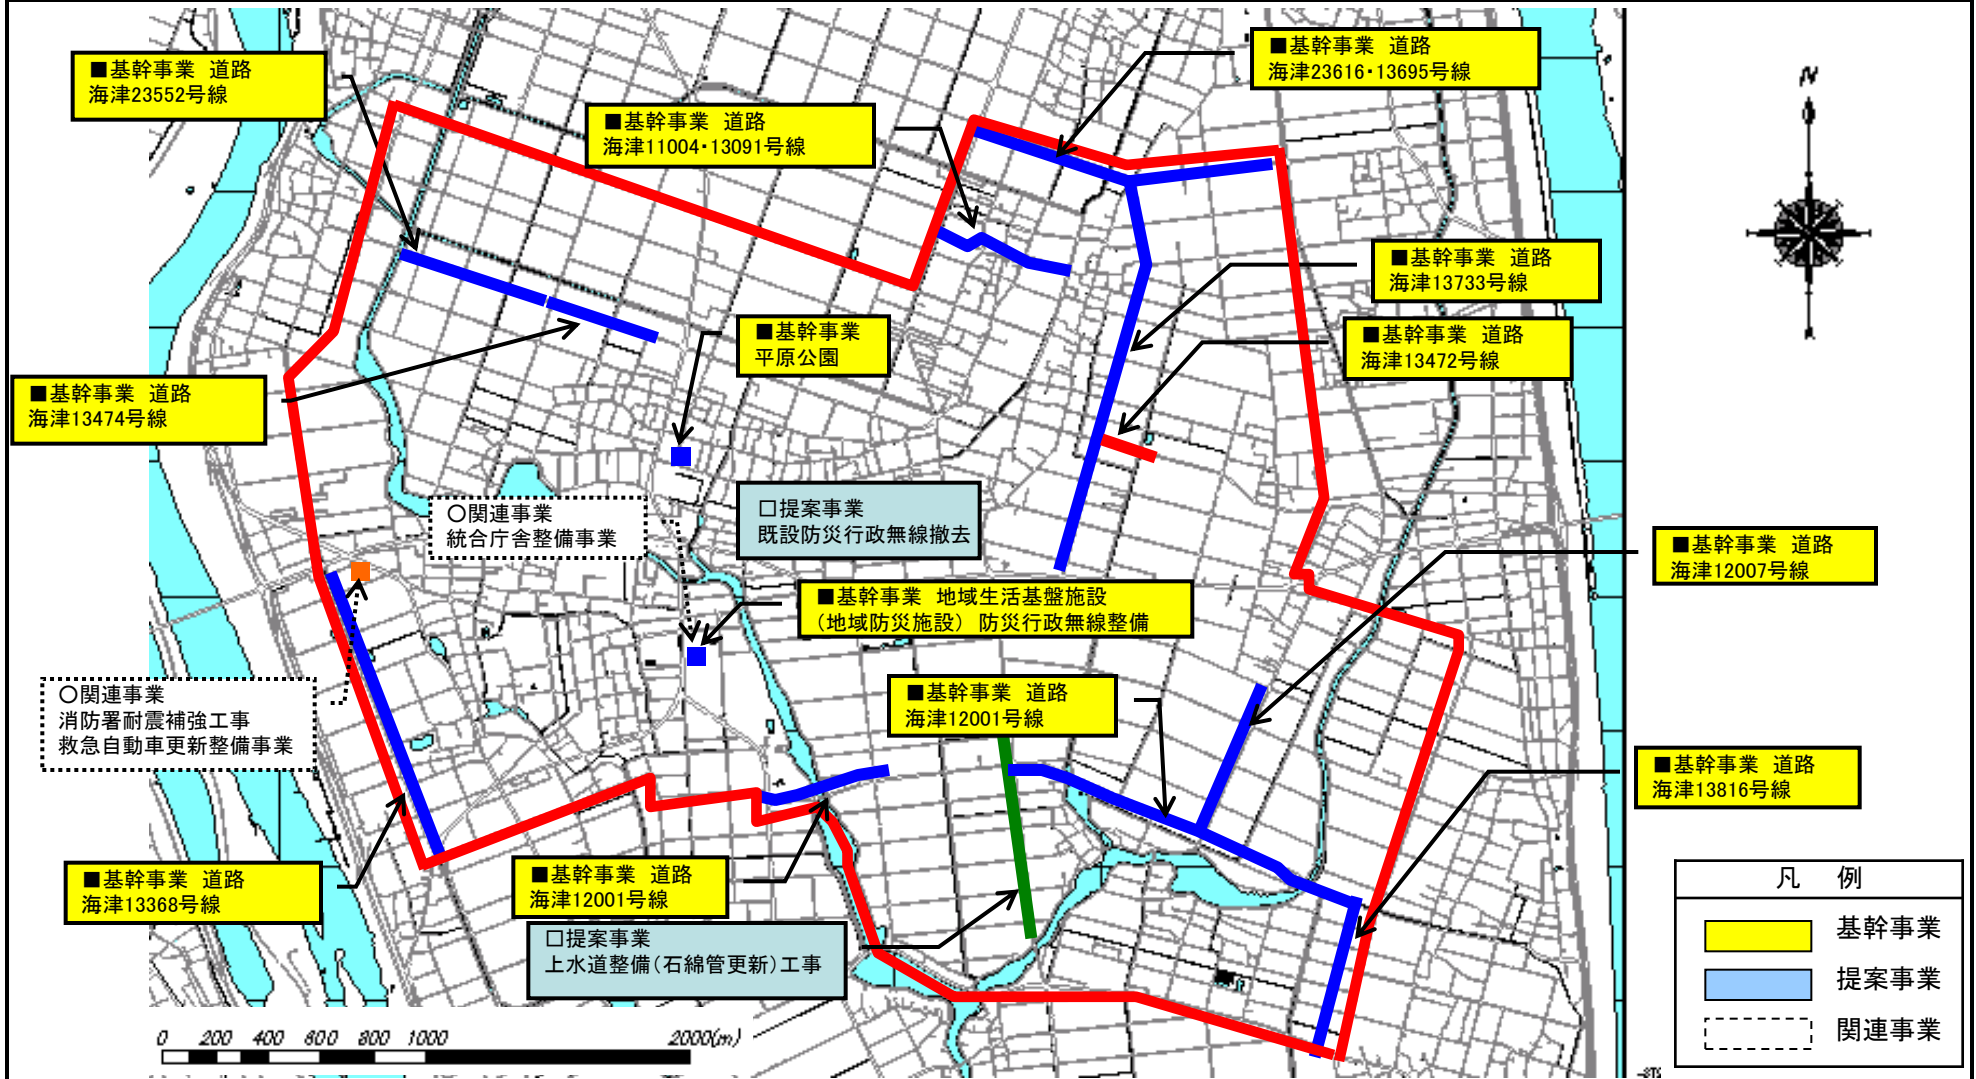 ■基幹事業 道路
海津23552号線
■基幹事業 道路
海津11004・13091号線
■基幹事業 道路
海津23616・13695号線
N
■基幹事業 道路
海津13733号線
■基幹事業
平原公園
■基幹事業 道路
海津13472号線
■基幹事業 道路
海津13474号線
○関連事業
統合庁舎整備事業
□提案事業
既設防災行政無線撤去
■基幹事業 道路
海津12007号線
■基幹事業 地域生活基盤施設
(地域防災施設) 防災行政無線整備
○関連事業
消防署耐震補強工事
救急自動車更新整備事業
■基幹事業 道路
海津12001号線
■基幹事業 道路
海津13816号線
■基幹事業 道路
海津13368号線
■基幹事業 道路
海津12001号線
□提案事業
上水道整備(石綿管更新)工事
凡 例
基幹事業
提案事業
関連事業
0 200 400 600 800 1000 2000(m)